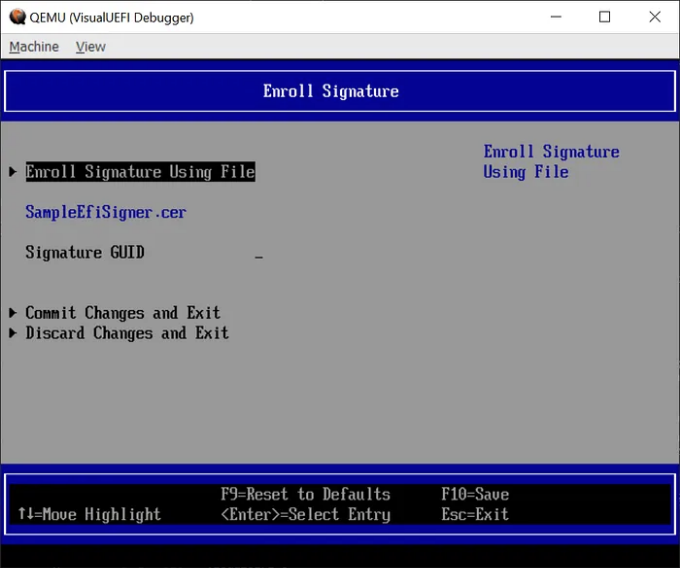 QEMU (VisualUEFI Debugger)
Machine View
Enroll Signature
Enroll Signature Using File
Enroll Signature
Using File
SampleEfiSigner.cer
Signature GUID _
Commit Changes and Exit
Discard Changes and Exit
F9=Reset to Defaults F10=Save
↑↓=Move Highlight <Enter>=Select Entry Esc=Exit